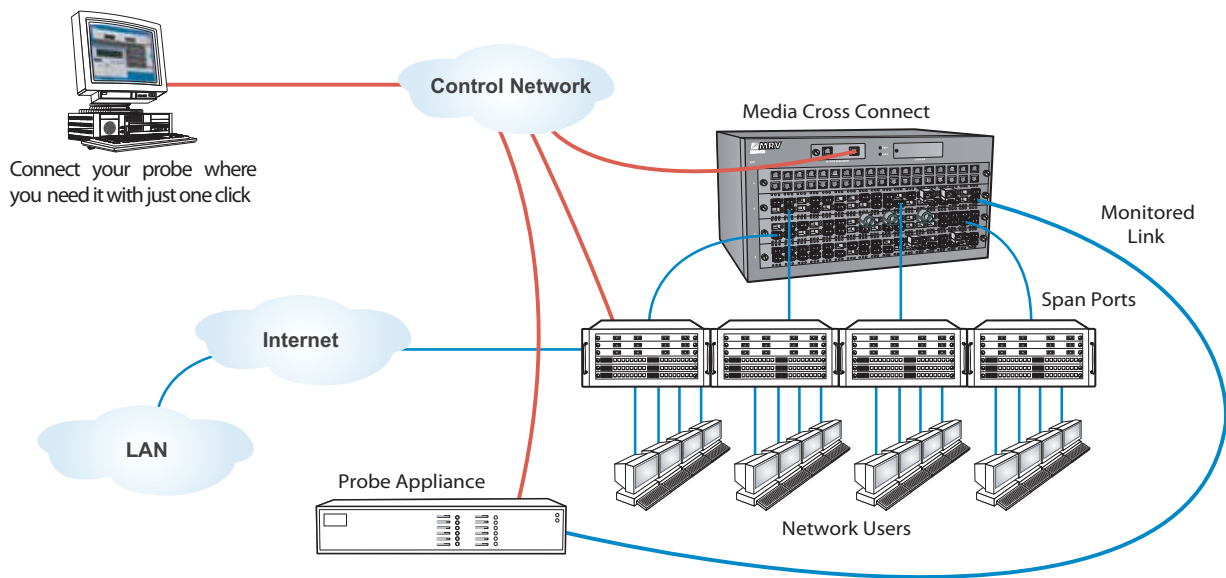 Control Network
Media Cross Connect
MRV
Connect your probe where
you need it with just one click
Monitored
Link
Span Ports
Internet
LAN
Probe Appliance
Network Users